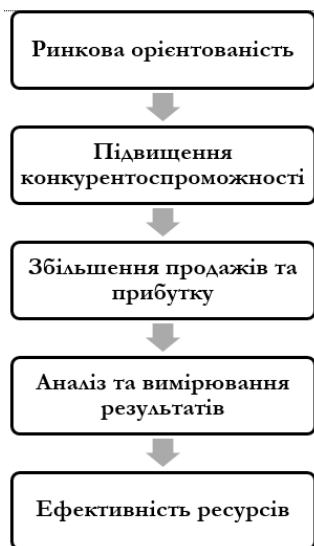 Ринкова орієнтованість
Підвищення
конкурентоспроможності
Збільшення продажів та
прибутку
Аналіз та вимірювання
результатів
Ефективність ресурсів